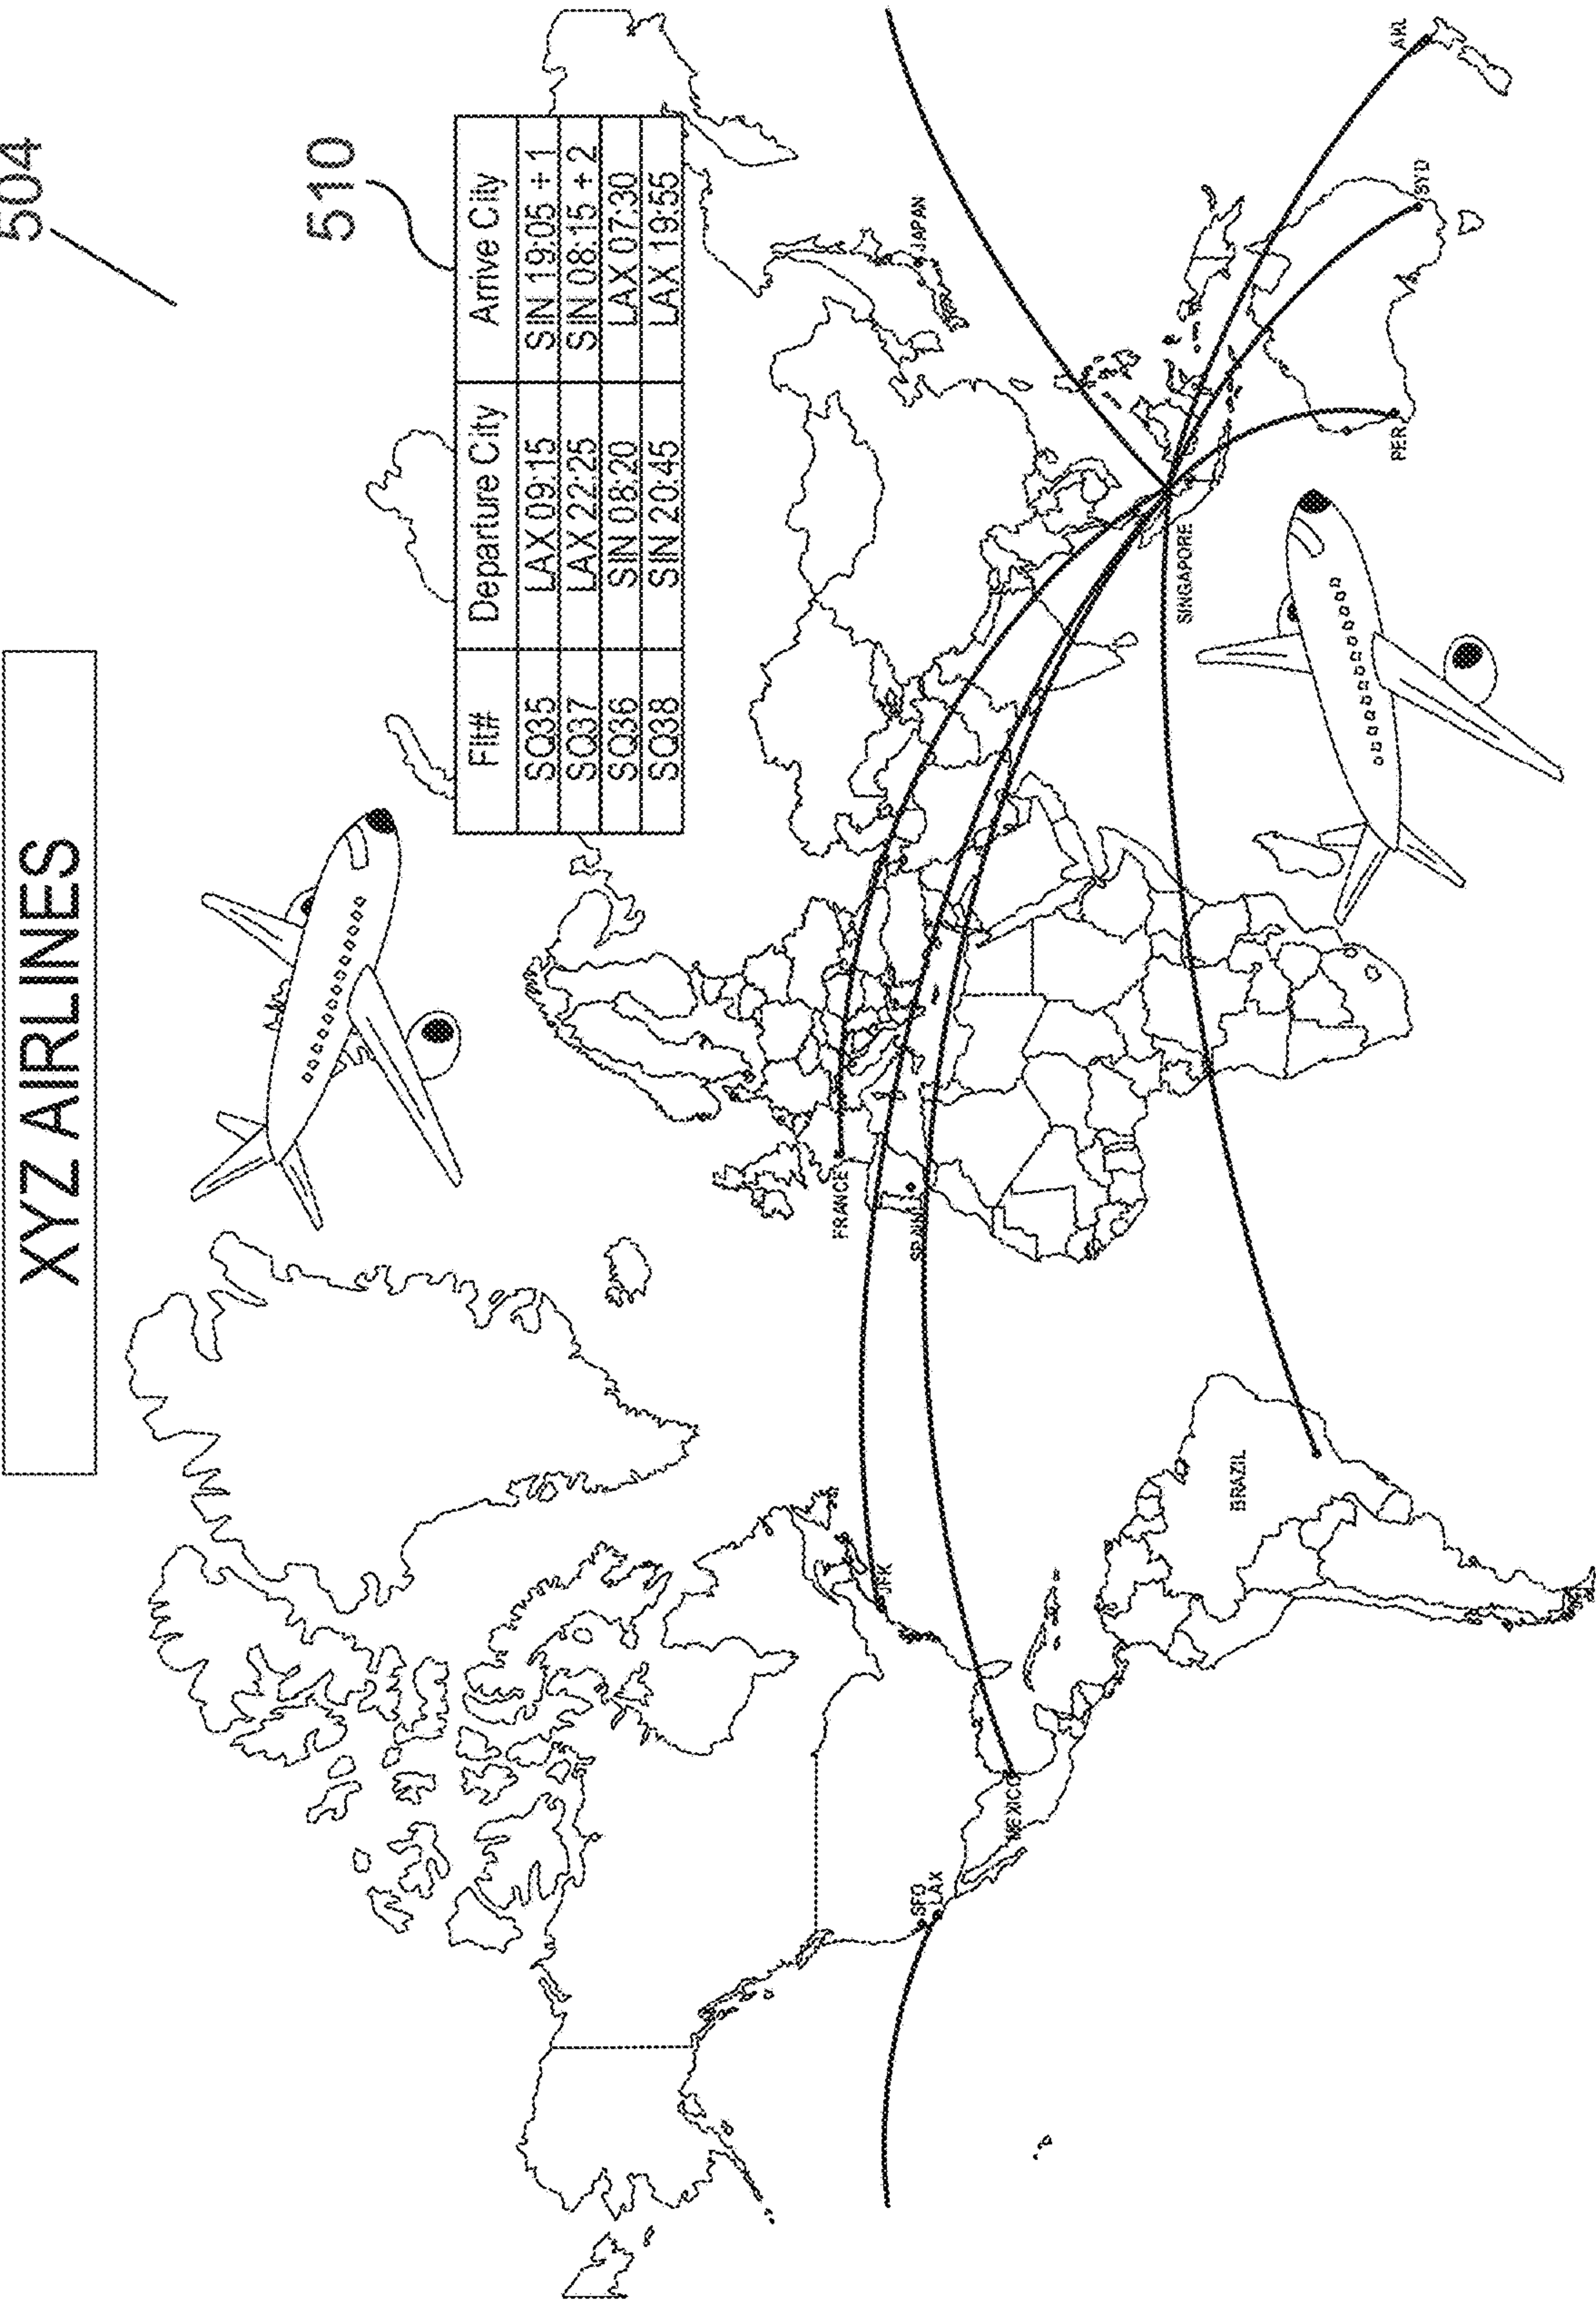 504
XYZ AIRLINES
510
Flt# Departure City Arrive City
SQ35 LAX 09:15 SIN 19:05 + 1
SQ37 LAX 22:25 SIN 08:15 + 2
SQ36 SIN 08:20 LAX 07:30
SQ38 SIN 20:45 LAX 19:55
FRANCE
JFK
JAPAN
SPAIN
SFO
LAX
MEXICO
SINGAPORE
BRAZIL
PER
SYD